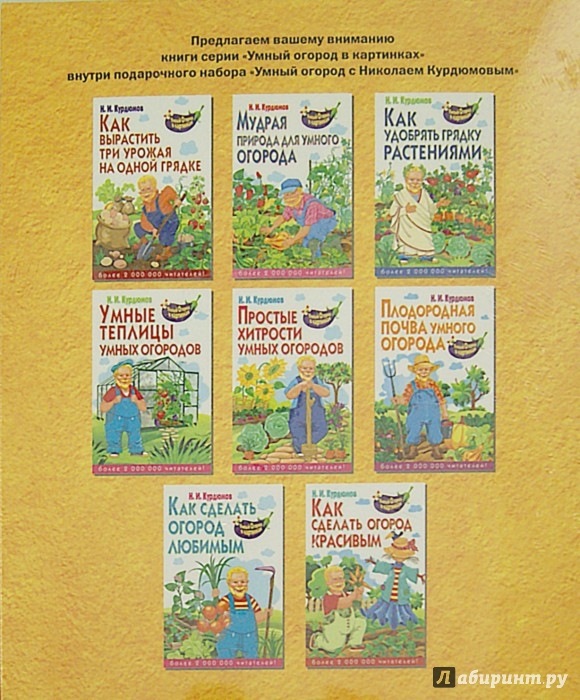 Предлагаем вашему вниманию
книги серии «Умный огород в картинках»
внутри подарочного набора «Умный огород с Николаем Курдюмовым»
Н. И. Курдюмов
КАК
ВЫРАСТИТЬ
ТРИ УРОЖАЯ
НА ОДНОЙ ГРЯДКЕ
более 2 000 000 читателей!
Н. И. Курдюмов
МУДРАЯ
ПРИРОДА ДЛЯ УМНОГО
ОГОРОДА
более 2 000 000 читателей!
Н. И. Курдюмов
КАК
УДОБРЯТЬ ГРЯДКУ
РАСТЕНИЯМИ
более 2 000 000 читателей!
Н. И. Курдюмов
УМНЫЕ
ТЕПЛИЦЫ
УМНЫХ ОГОРОДОВ
более 2 000 000 читателей!
Н. И. Курдюмов
ПРОСТЫЕ
ХИТРОСТИ
УМНЫХ ОГОРОДОВ
более 2 000 000 читателей!
Н. И. Курдюмов
ПЛОДОРОДНАЯ
ПОЧВА УМНОГО
ОГОРОДА
более 2 000 000 читателей!
Н. И. Курдюмов
КАК СДЕЛАТЬ
ОГОРОД
ЛЮБИМЫМ
более 2 000 000 читателей!
Н. И. Курдюмов
КАК
СДЕЛАТЬ ОГОРОД
КРАСИВЫМ
более 2 000 000 читателей!
Лабиринт.ру